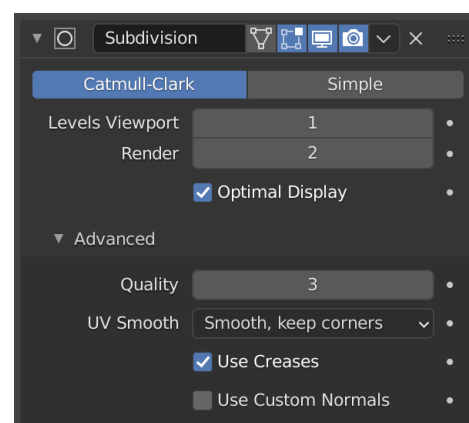 Subdivision
Catmull-Clark Simple
Levels Viewport 1
Render 2
Optimal Display
Advanced
Quality 3
UV Smooth Smooth, keep corners
Use Creases
Use Custom Normals